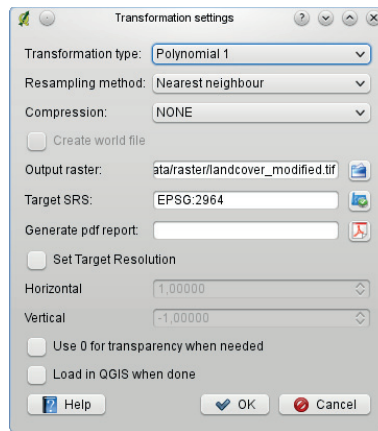 Transformation settings
Transformation type: Polynomial 1
Resampling method: Nearest neighbour
Compression: NONE
Create world file
Output raster: ata/raster/landcover_modified.tif
Target SRS: EPSG:2964
Generate pdf report:
Set Target Resolution
Horizontal 1,00000
Vertical -1,00000
Use 0 for transparency when needed
Load in QGIS when done
Help OK Cancel